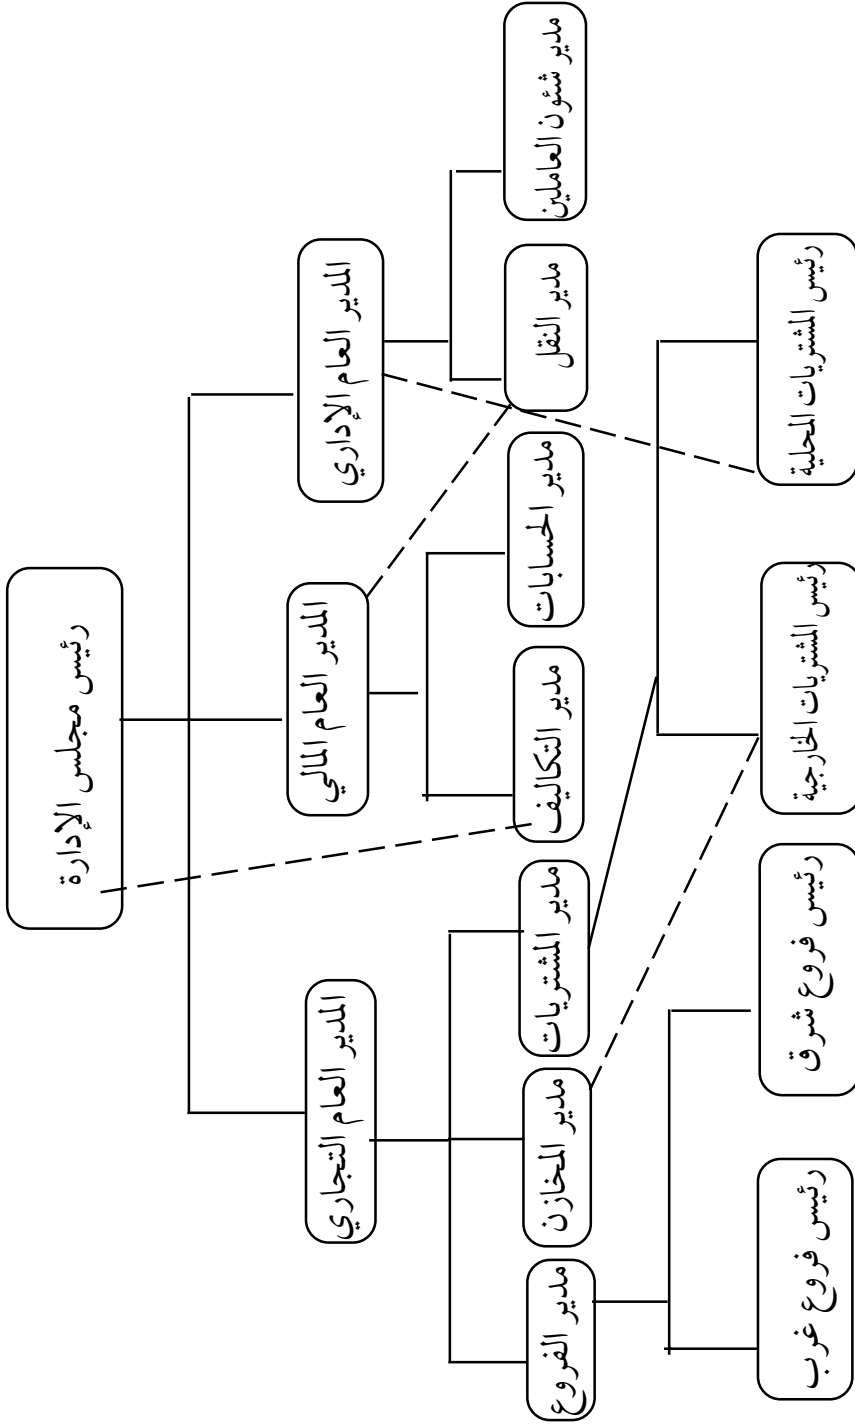 رئيس مجلس الإدارة
المدير العام الإداري
المدير العام المالي
المدير العام التجاري
مدير شئون العاملين
مدير النقل
مدير الحسابات
مدير التكاليف
مدير المشتريات
مدير المخازن
مدير الفروع
رئيس المشتريات المحلية
رئيس المشتريات الخارجية
رئيس فروع شرق
رئيس فروع غرب